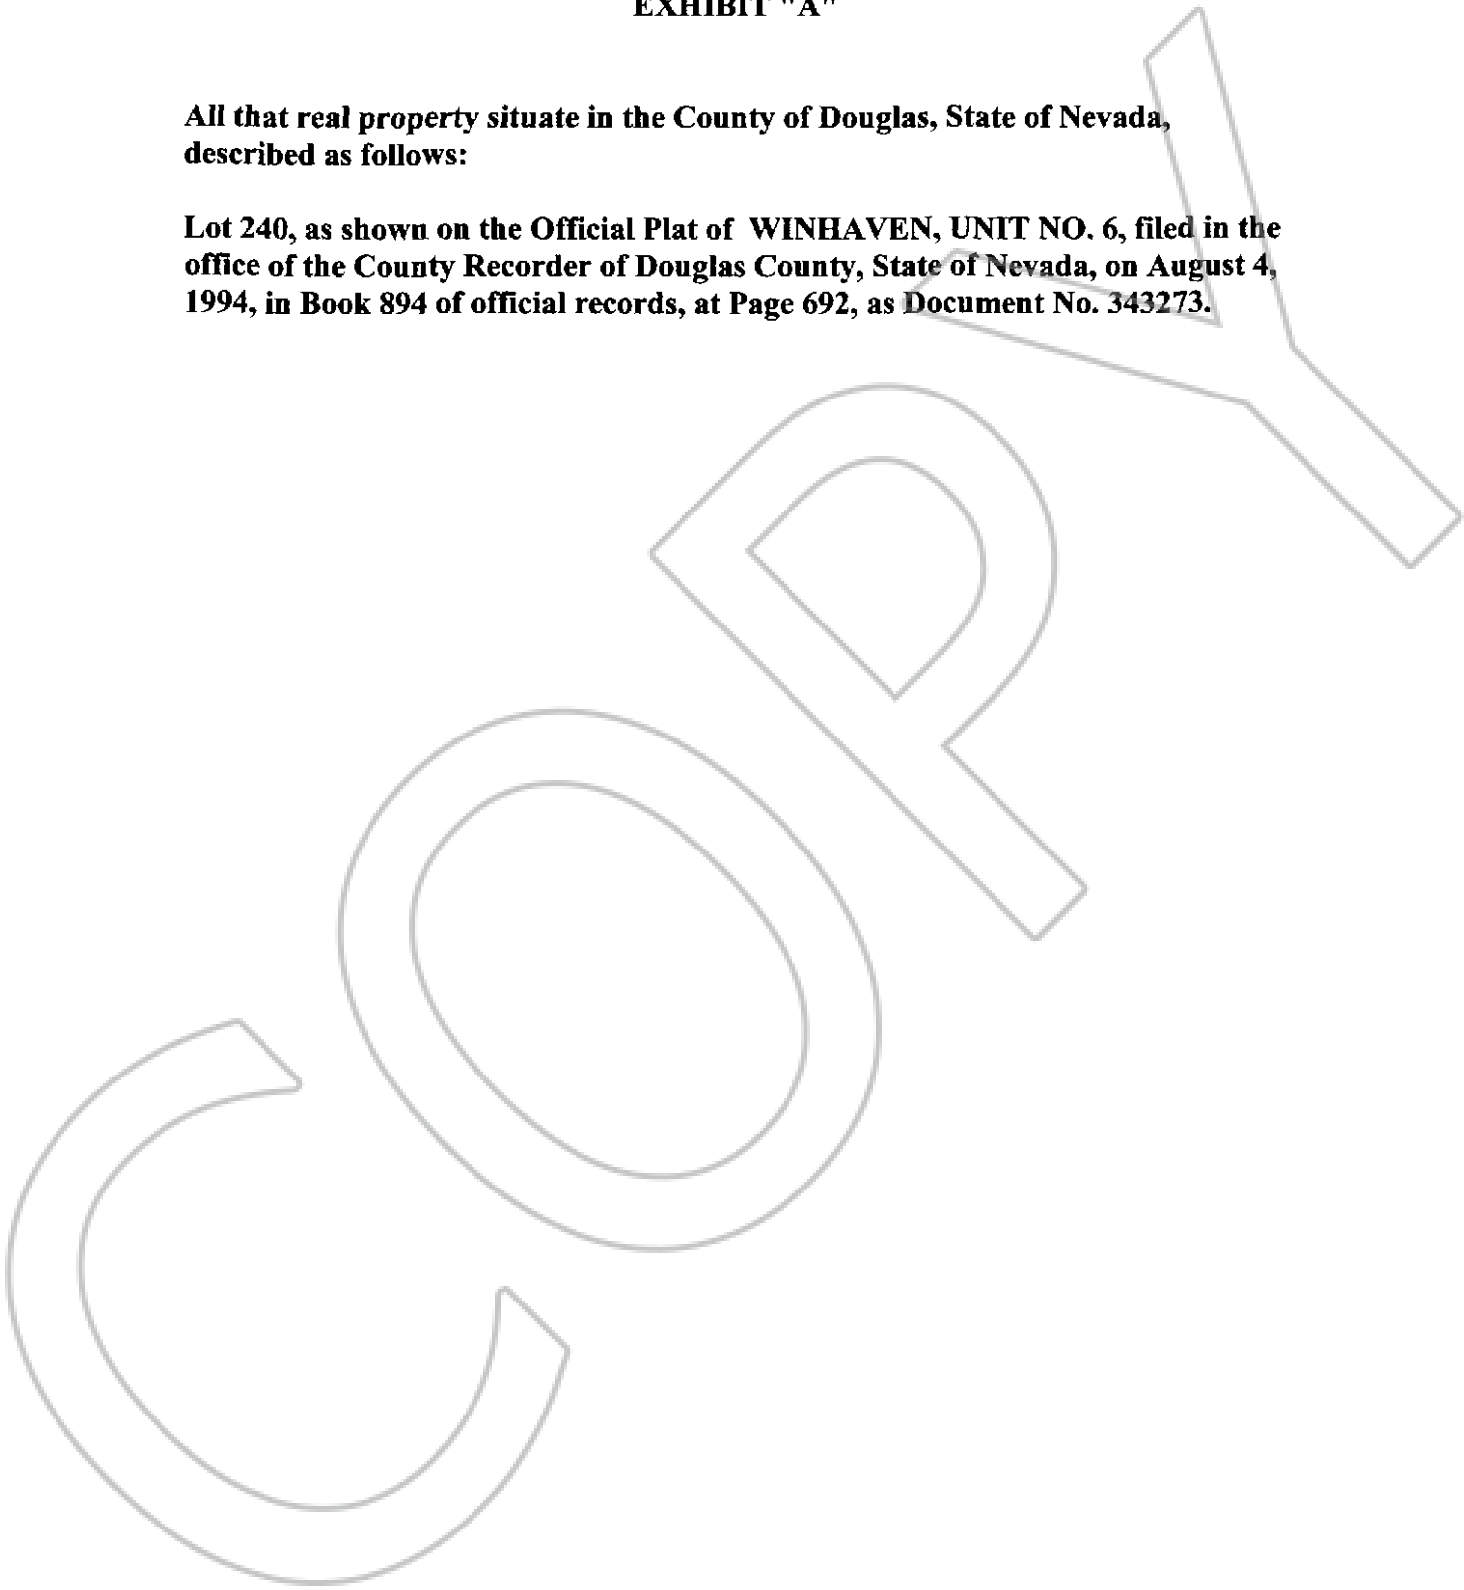 EXHIBIT "A"
All that real property situate in the County of Douglas, State of Nevada,
described as follows:
Lot 240, as shown on the Official Plat of WINHAVEN, UNIT NO. 6, filed in the
office of the County Recorder of Douglas County, State of Nevada, on August 4,
1994, in Book 894 of official records, at Page 692, as Document No. 343273.
COPY